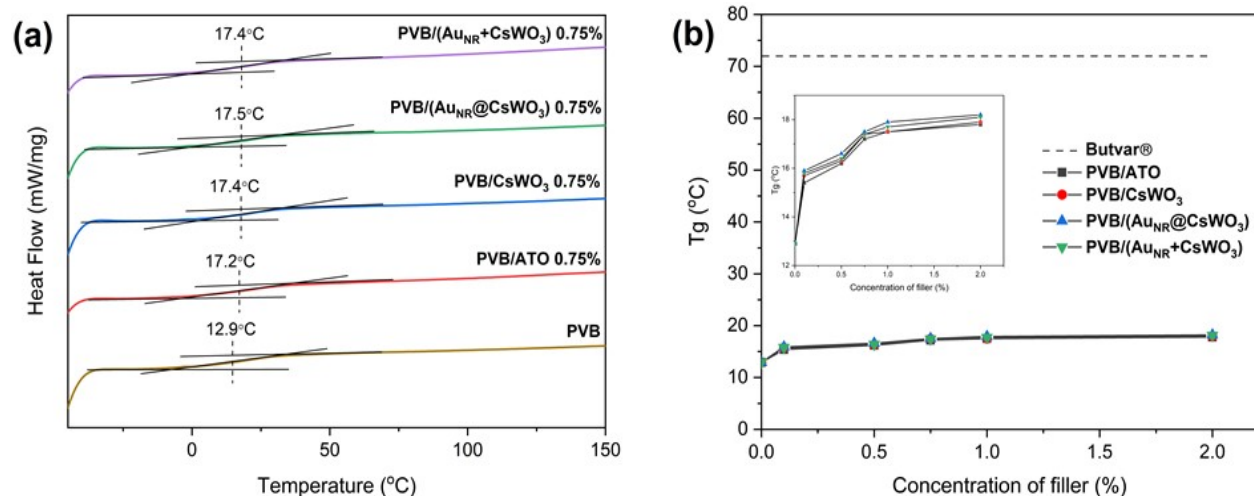 (a)
17.4°C
PVB/(AuNR+CsWO3) 0.75%
17.5°C
PVB/(AuNR@CsWO3) 0.75%
17.4°C
PVB/CsWO3 0.75%
17.2°C
PVB/ATO 0.75%
12.9°C
PVB
Heat Flow (mW/mg)
0 50 100 150
Temperature (°C)
(b)
80
70
60
50
40
30
20
10
0
Tg (°C)
18
16
14
12
Tg (°C)
0.0 0.5 1.0 1.5 2.0
Concentration of filler (%)
Butvar®
PVB/ATO
PVB/CsWO3
PVB/(AuNR@CsWO3)
PVB/(AuNR+CsWO3)
0.0 0.5 1.0 1.5 2.0
Concentration of filler (%)